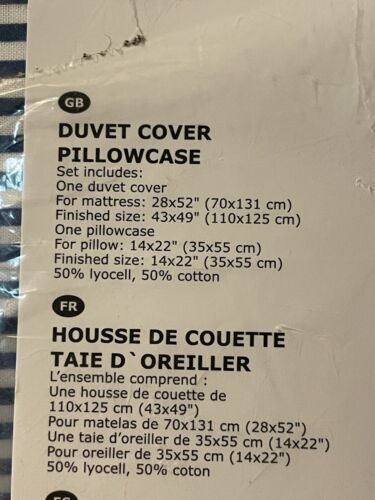 GB
DUVET COVER
PILLOWCASE
Set includes:
One duvet cover
For mattress: 28x52" (70x131 cm)
Finished size: 43x49" (110x125 cm)
One pillowcase
For pillow: 14x22" (35x55 cm)
Finished size: 14x22" (35x55 cm)
50% lyocell, 50% cotton
FR
HOUSSE DE COUETTE
TAIE D`OREILLER
L'ensemble comprend :
Une housse de couette de
110x125 cm (43x49")
Pour matelas de 70x131 cm (28x52")
Une taie d'oreiller de 35x55 cm (14x22")
Pour oreiller de 35x55 cm (14x22")
50% lyocell, 50% coton